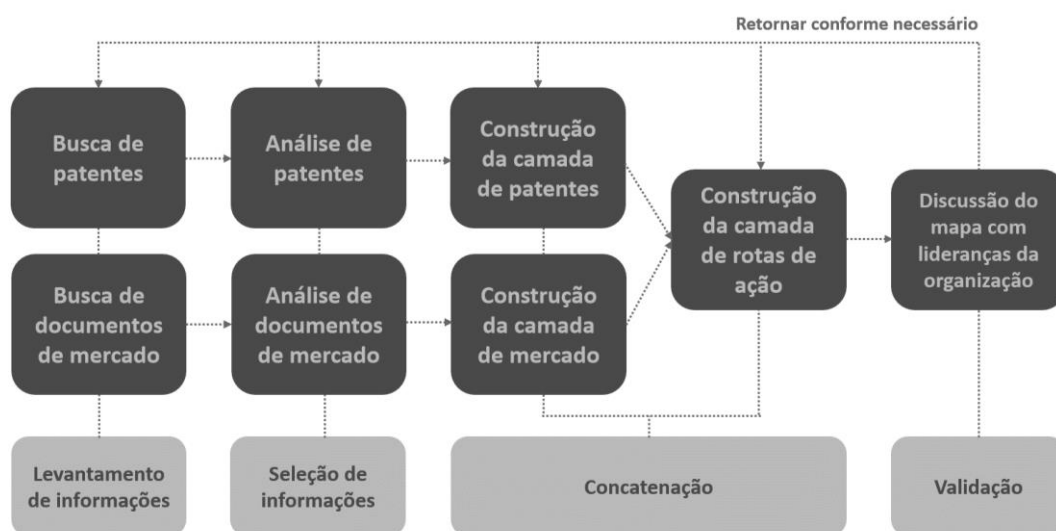 Retornar conforme necessário
Busca de
patentes
Análise de
patentes
Construção
da camada
de patentes
Construção
da camada
de rotas de
ação
Discussão do
mapa com
lideranças da
organização
Busca de
documentos
de mercado
Análise de
documentos
de mercado
Construção
da camada
de mercado
Levantamento
de informações
Seleção de
informações
Concatenação
Validação